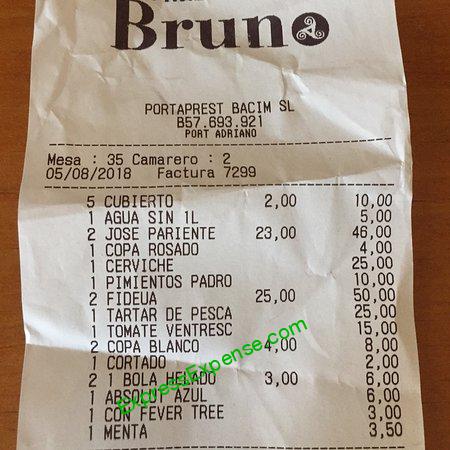 Bruno
PORTAPREST BACIM SL
B57.693.921
PORT ADRIANO
Mesa : 35 Camarero : 2
05/08/2018 Factura 7299
5 CUBIERTO 2,00 10,00
1 AGUA SIN 1L 5,00
2 JOSE PARIENTE 23,00 46,00
1 COPA ROSADO 4,00
1 CERVICHE 25,00
1 PIMIENTOS PADRO 10,00
2 FIDEUA 25,00 50,00
1 TARTAR DE PESCA 25,00
1 TOMATE VENTRESC 15,00
2 COPA BLANCO 4,00 8,00
1 CORTADO 2,00
2 1 BOLA HELADO 3,00 6,00
1 ABSOLUT AZUL 6,00
1 CON FEVER TREE 3,00
1 MENTA 3,50
ExpressExpense.com